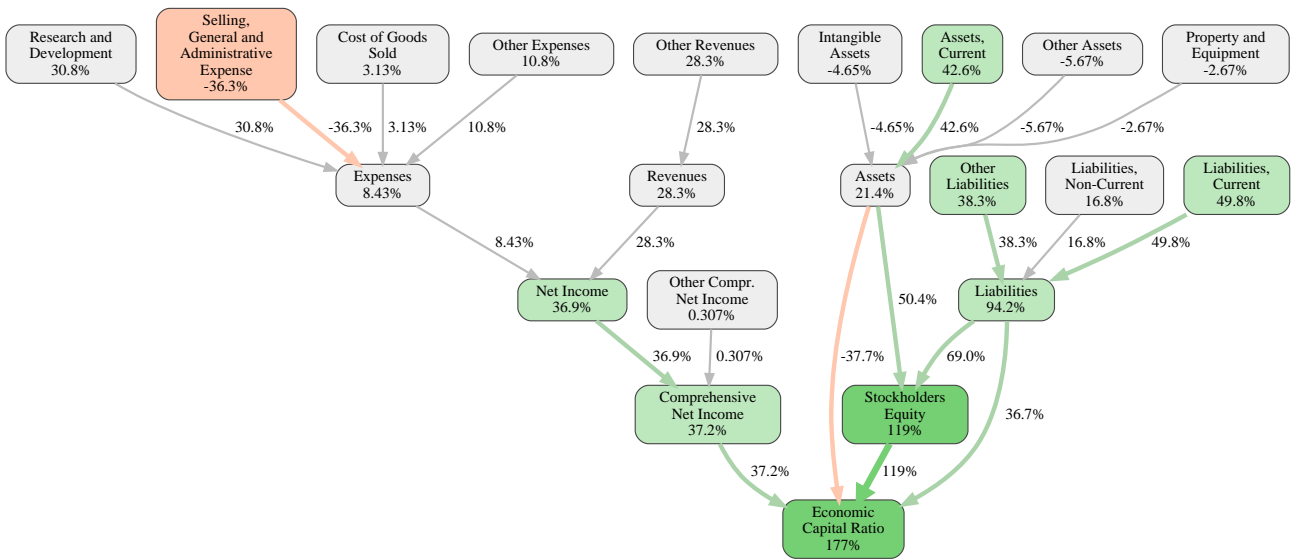 Research and
Development
30.8%
Selling,
General and
Administrative
Expense
-36.3%
Cost of Goods
Sold
3.13%
Other Expenses
10.8%
Other Revenues
28.3%
Intangible
Assets
-4.65%
Assets,
Current
42.6%
Other Assets
-5.67%
Property and
Equipment
-2.67%
30.8%
-36.3%
3.13%
10.8%
28.3%
-4.65%
42.6%
-5.67%
-2.67%
Expenses
8.43%
Revenues
28.3%
Assets
21.4%
Other
Liabilities
38.3%
Liabilities,
Non-Current
16.8%
Liabilities,
Current
49.8%
8.43%
28.3%
38.3%
16.8%
49.8%
Net Income
36.9%
Other Compr.
Net Income
0.307%
50.4%
Liabilities
94.2%
36.9%
0.307%
-37.7%
69.0%
Comprehensive
Net Income
37.2%
Stockholders
Equity
119%
36.7%
37.2%
119%
Economic
Capital Ratio
177%